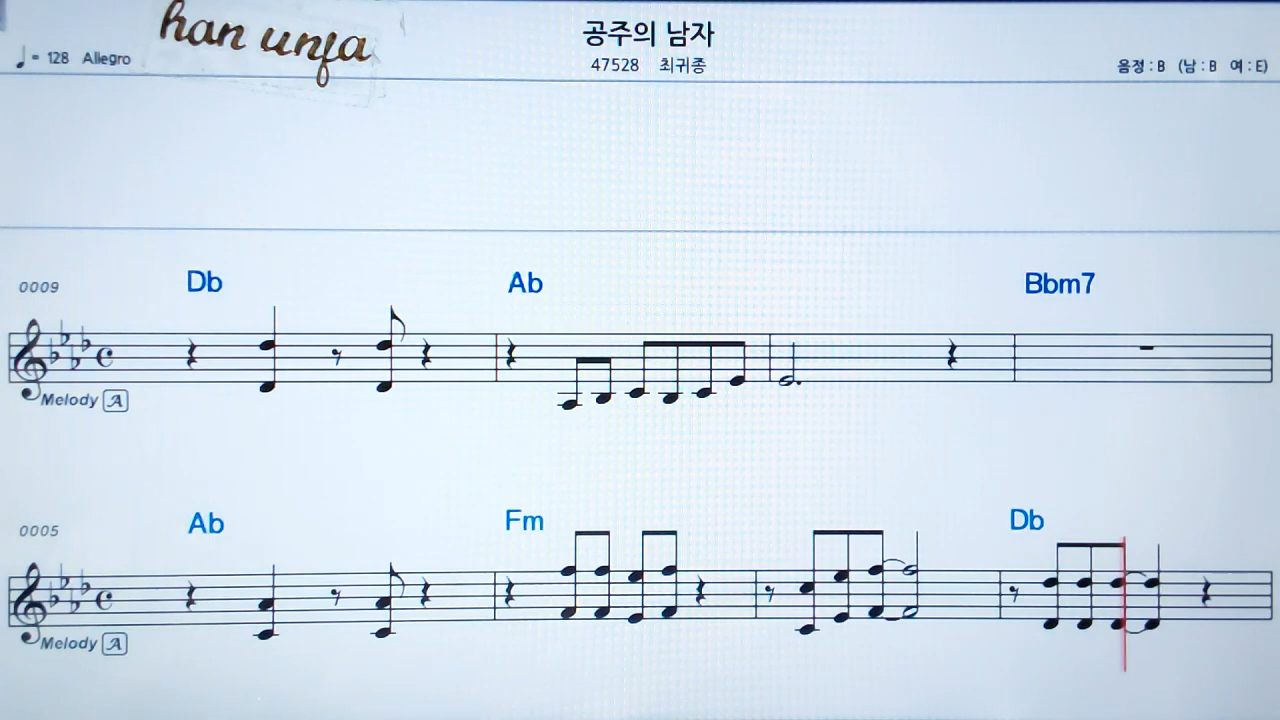 han unfa
공주의 남자
♩= 128 Allegro
47528 최귀종
음정 : B (남 : B 여 : E)
0009
Db Ab Bbm7
Melody A
0005
Ab Fm Db
Melody A